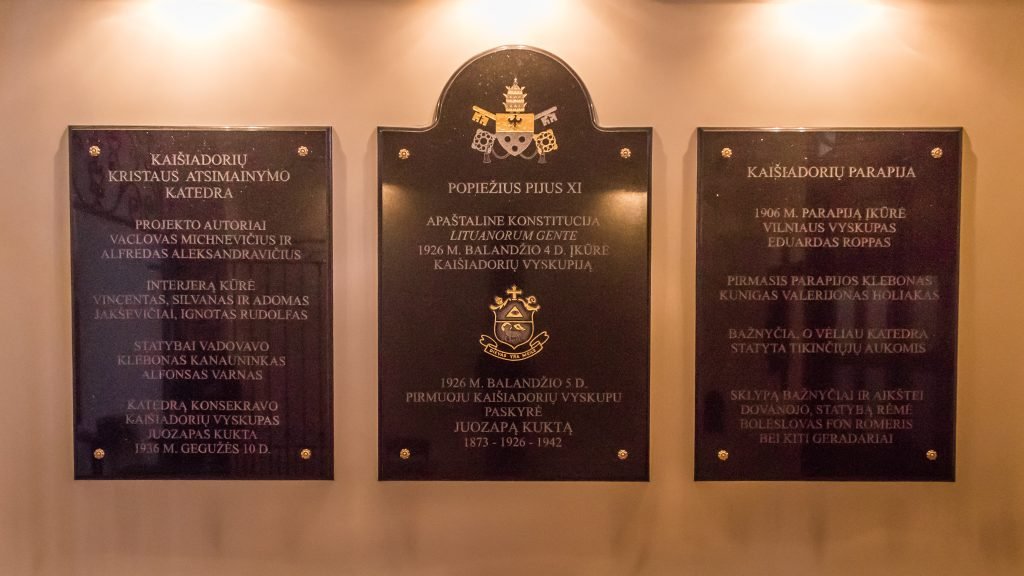 KAIŠIADORIŲ
KRISTAUS ATSIMAINYMO
KATEDRA
PROJEKTO AUTORIAI
VACLOVAS MICHNEVIČIUS IR
ALFREDAS ALEKSANDRAVIČIUS
INTERJERĄ KŪRĖ
VINCENTAS, SILVANAS IR ADOMAS
JAKŠEVIČIAI, IGNOTAS RUDOLFAS
STATYBAI VADOVAVO
KLEBONAS KANAUNINKAS
ALFONSAS VARNAS
KATEDRĄ KONSEKRAVO
KAIŠIADORIŲ VYSKUPAS
JUOZAPAS KUKTA
1936 M. GEGUŽĖS 10 D.
POPIEŽIUS PIJUS XI
APAŠTALINE KONSTITUCIJA
LITUANORUM GENTE
1926 M. BALANDŽIO 4 D. ĮKŪRĖ
KAIŠIADORIŲ VYSKUPIJĄ
DIEVAS YRA MEILĖ
1926 M. BALANDŽIO 5 D.
PIRMUOJU KAIŠIADORIŲ VYSKUPU
PASKYRĖ
JUOZAPĄ KUKTĄ
1873 - 1926 - 1942
KAIŠIADORIŲ PARAPIJA
1906 M. PARAPIJĄ ĮKŪRĖ
VILNIAUS VYSKUPAS
EDUARDAS ROPPAS
PIRMASIS PARAPIJOS KLEBONAS
KUNIGAS VALERIJONAS HOLIAKAS
BAŽNYČIA, O VĖLIAU KATEDRA
STATYTA TIKINČIŲJŲ AUKOMIS
SKLYPĄ BAŽNYČIAI IR AIKŠTEI
DOVANOJO, STATYBĄ RĖMĖ
BOLESLOVAS FON RÖMERIS
BEI KITI GERADARIAI